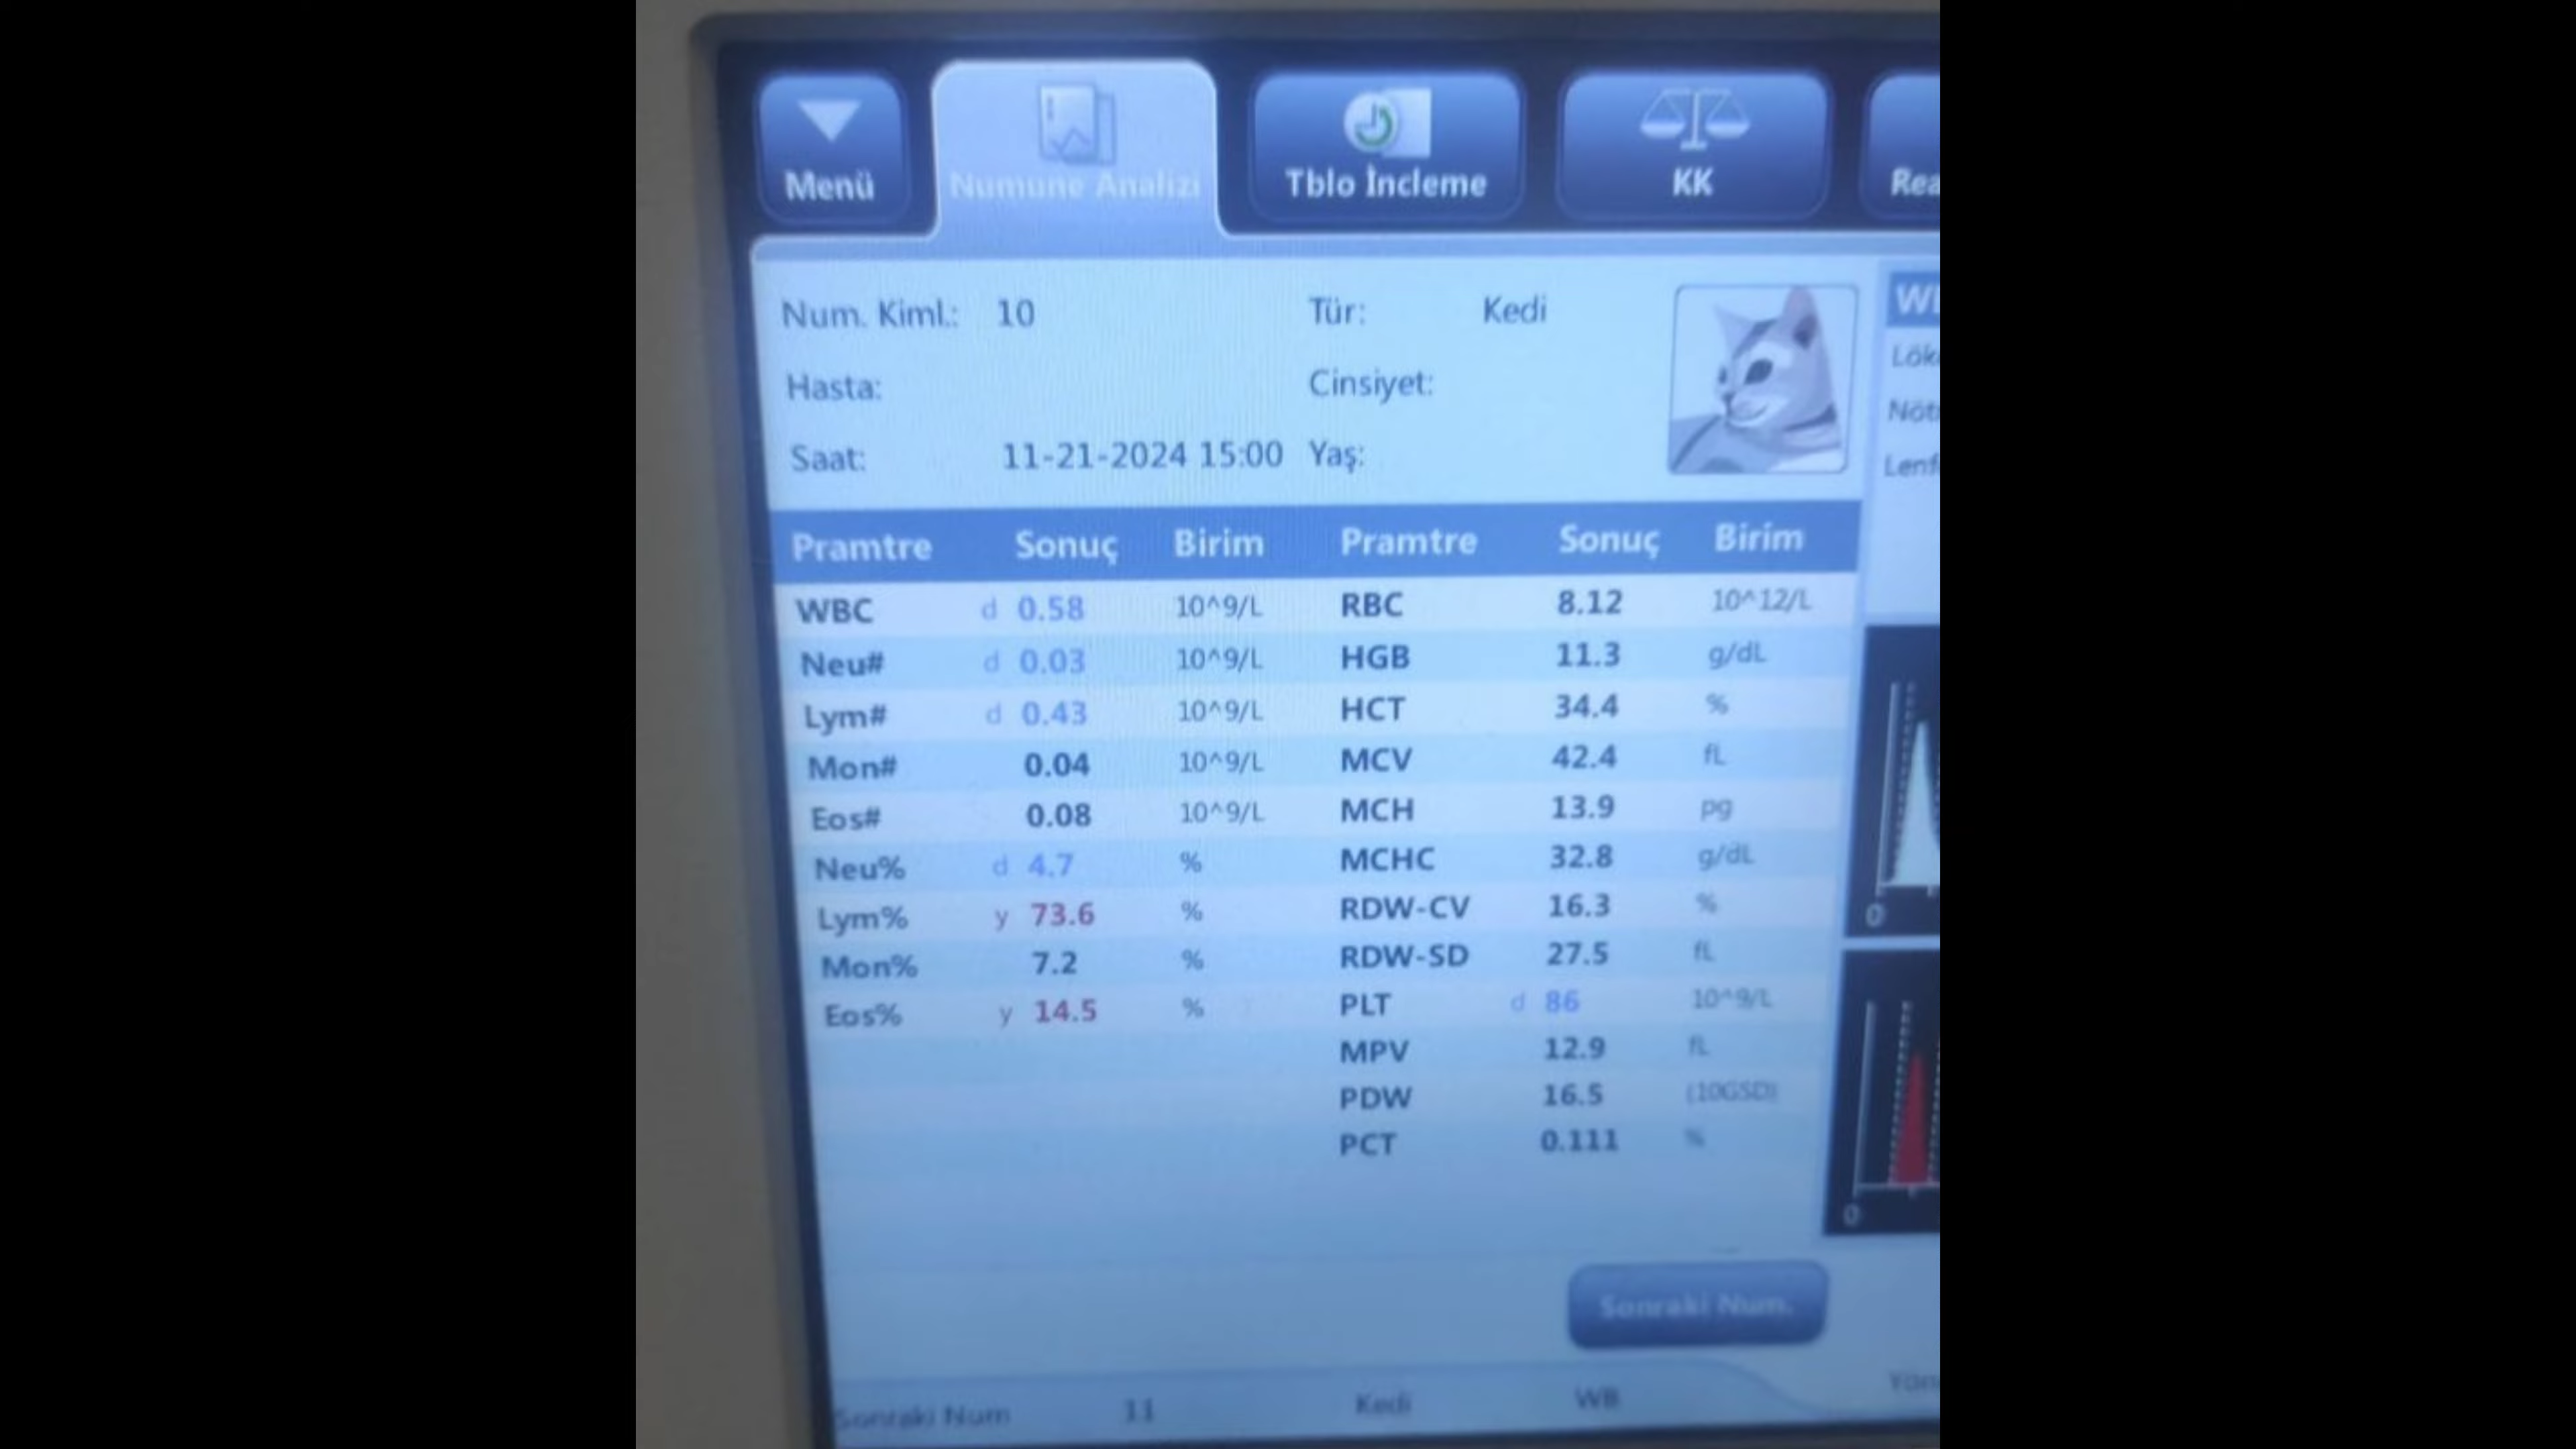 Menü
Numune Analizi
Tblo İncleme
KK
Num. Kiml.: 10 Tür: Kedi
Hasta: Cinsiyet:
Saat: 11-21-2024 15:00 Yaş:
Pramtre Sonuç Birim Pramtre Sonuç Birim
WBC d 0.58 10^9/L RBC 8.12 10^12/L
Neu# d 0.03 10^9/L HGB 11.3 g/dL
Lym# d 0.43 10^9/L HCT 34.4 %
Mon# 0.04 10^9/L MCV 42.4 fL
Eos# 0.08 10^9/L MCH 13.9 pg
Neu% d 4.7 % MCHC 32.8 g/dL
Lym% y 73.6 % RDW-CV 16.3 %
Mon% 7.2 % RDW-SD 27.5 fL
Eos% y 14.5 % PLT d 86 10^9/L
MPV 12.9 fL
PDW 16.5 (10GSD)
PCT 0.111 %
0
0
Sonraki Num.
Sonraki Num 11 Kedi WB